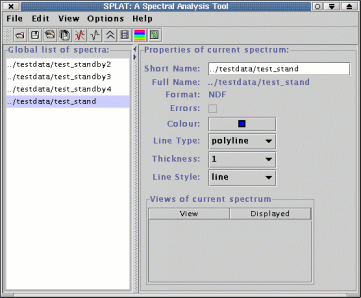 SPLAT: A Spectral Analysis Tool
File Edit View Options Help
Global list of spectra:
../testdata/test_standby2
../testdata/test_standby3
../testdata/test_standby4
../testdata/test_stand
Properties of current spectrum:
Short Name: ../testdata/test_stand
Full Name: ../testdata/test_stand
Format: NDF
Errors:
Colour:
Line Type: polyline
Thickness: 1
Line Style: line
Views of current spectrum
View Displayed